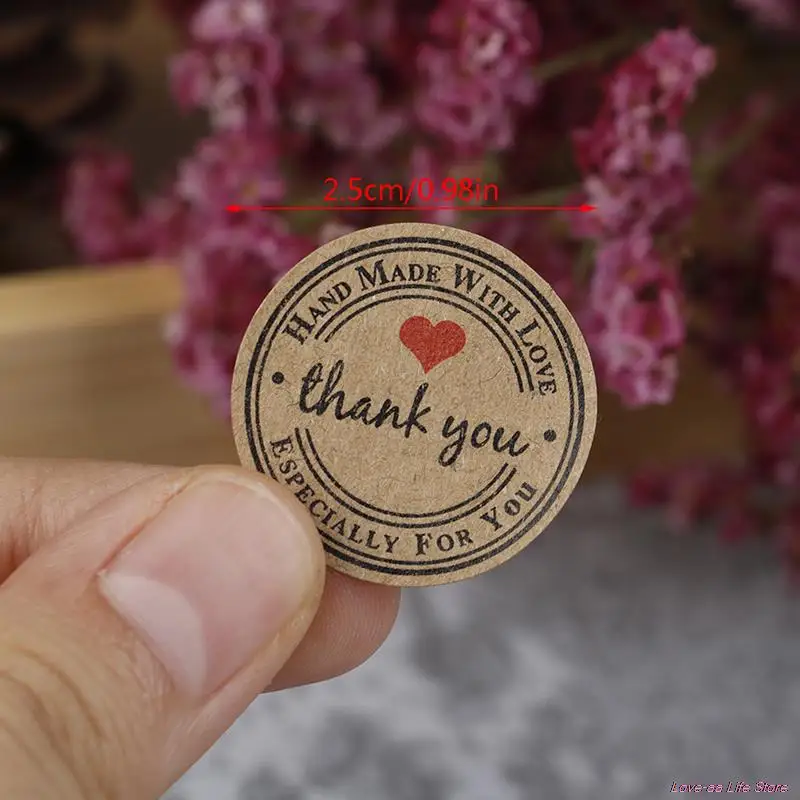 2.5cm/0.98in
HAND MADE WITH LOVE
thank you
ESPECIALLY FOR YOU
Love-aa Life Store